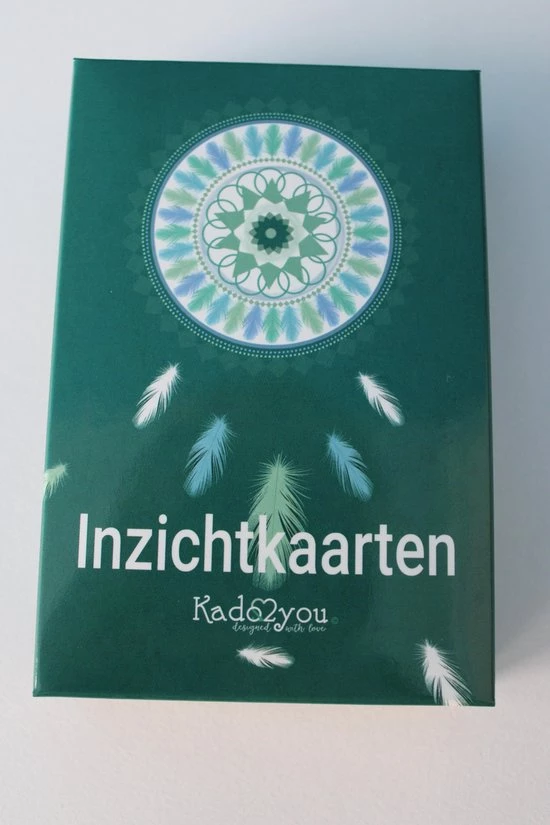 Inzichtkaarten
Kado2you©
designed with love